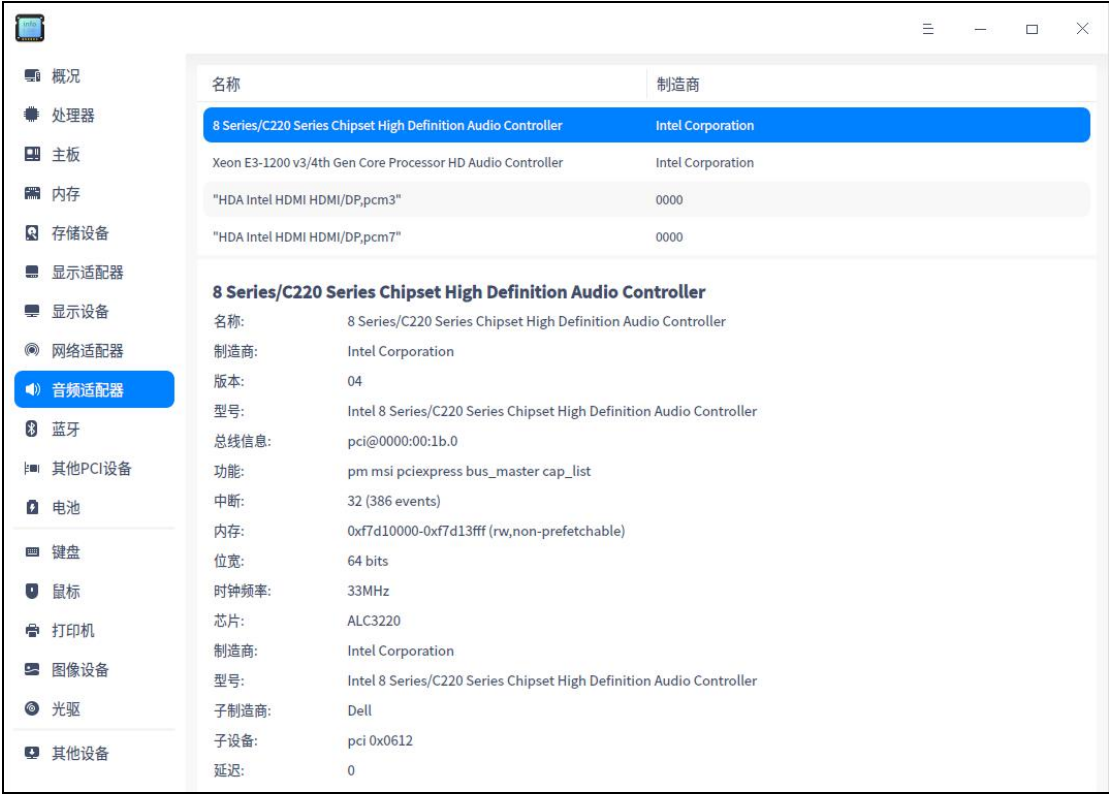 info
概况
处理器
主板
内存
存储设备
显示适配器
显示设备
网络适配器
音频适配器
蓝牙
其他PCI设备
电池
键盘
鼠标
打印机
图像设备
光驱
其他设备
名称 制造商
8 Series/C220 Series Chipset High Definition Audio Controller Intel Corporation
Xeon E3-1200 v3/4th Gen Core Processor HD Audio Controller Intel Corporation
"HDA Intel HDMI HDMI/DP,pcm3" 0000
"HDA Intel HDMI HDMI/DP,pcm7" 0000
8 Series/C220 Series Chipset High Definition Audio Controller
名称: 8 Series/C220 Series Chipset High Definition Audio Controller
制造商: Intel Corporation
版本: 04
型号: Intel 8 Series/C220 Series Chipset High Definition Audio Controller
总线信息: pci@0000:00:1b.0
功能: pm msi pciexpress bus_master cap_list
中断: 32 (386 events)
内存: 0xf7d10000-0xf7d13fff (rw,non-prefetchable)
位宽: 64 bits
时钟频率: 33MHz
芯片: ALC3220
制造商: Intel Corporation
型号: Intel 8 Series/C220 Series Chipset High Definition Audio Controller
子制造商: Dell
子设备: pci 0x0612
延迟: 0